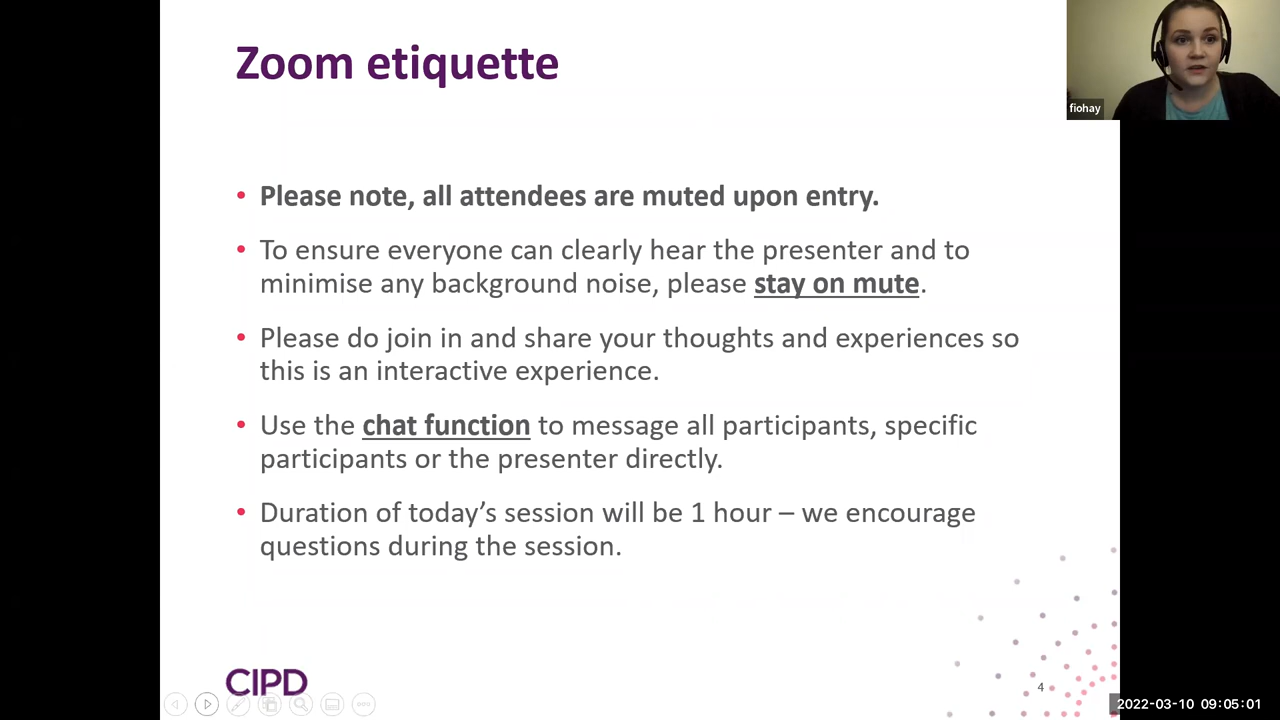 Zoom etiquette
fiohay
• Please note, all attendees are muted upon entry.
• To ensure everyone can clearly hear the presenter and to
minimise any background noise, please stay on mute.
• Please do join in and share your thoughts and experiences so
this is an interactive experience.
• Use the chat function to message all participants, specific
participants or the presenter directly.
• Duration of today’s session will be 1 hour – we encourage
questions during the session.
CIPD
4
2022-03-10 09:05:01